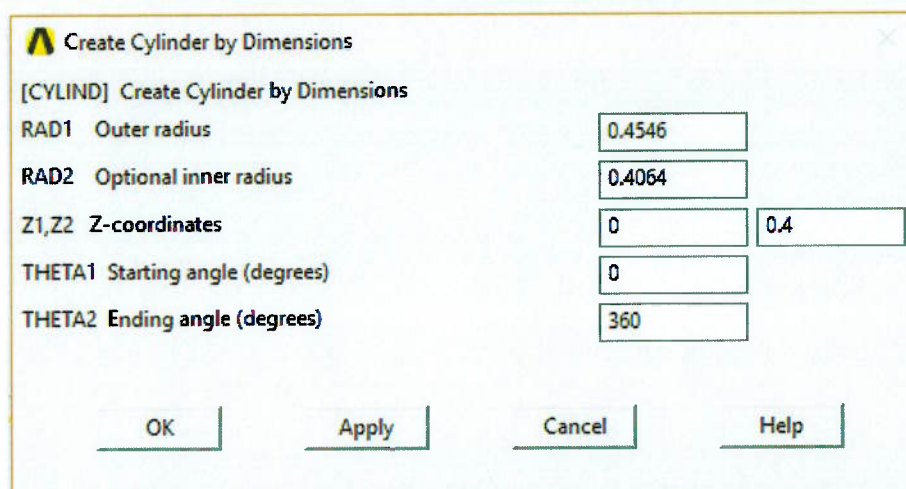 Create Cylinder by Dimensions
[CYLIND] Create Cylinder by Dimensions
RAD1 Outer radius 0.4546
RAD2 Optional inner radius 0.4064
Z1,Z2 Z-coordinates 0 0.4
THETA1 Starting angle (degrees) 0
THETA2 Ending angle (degrees) 360
OK Apply Cancel Help